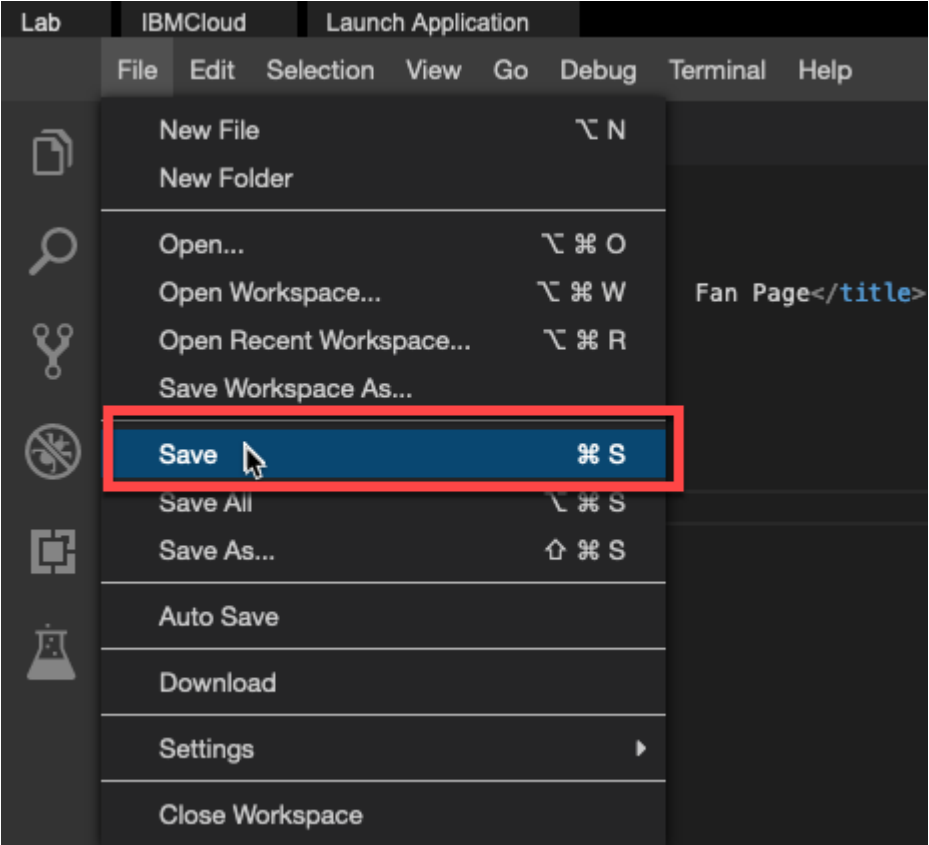 Lab IBMCloud Launch Application
File Edit Selection View Go Debug Terminal Help
New File ⌥ N
New Folder
Open... ⌥ ⌘ O
Open Workspace... ⌥ ⌘ W
Fan Page</title>
Open Recent Workspace... ⌥ ⌘ R
Save Workspace As...
Save ⌘ S
Save All ⌥ ⌘ S
Save As... ⇧ ⌘ S
Auto Save
Download
Settings
Close Workspace